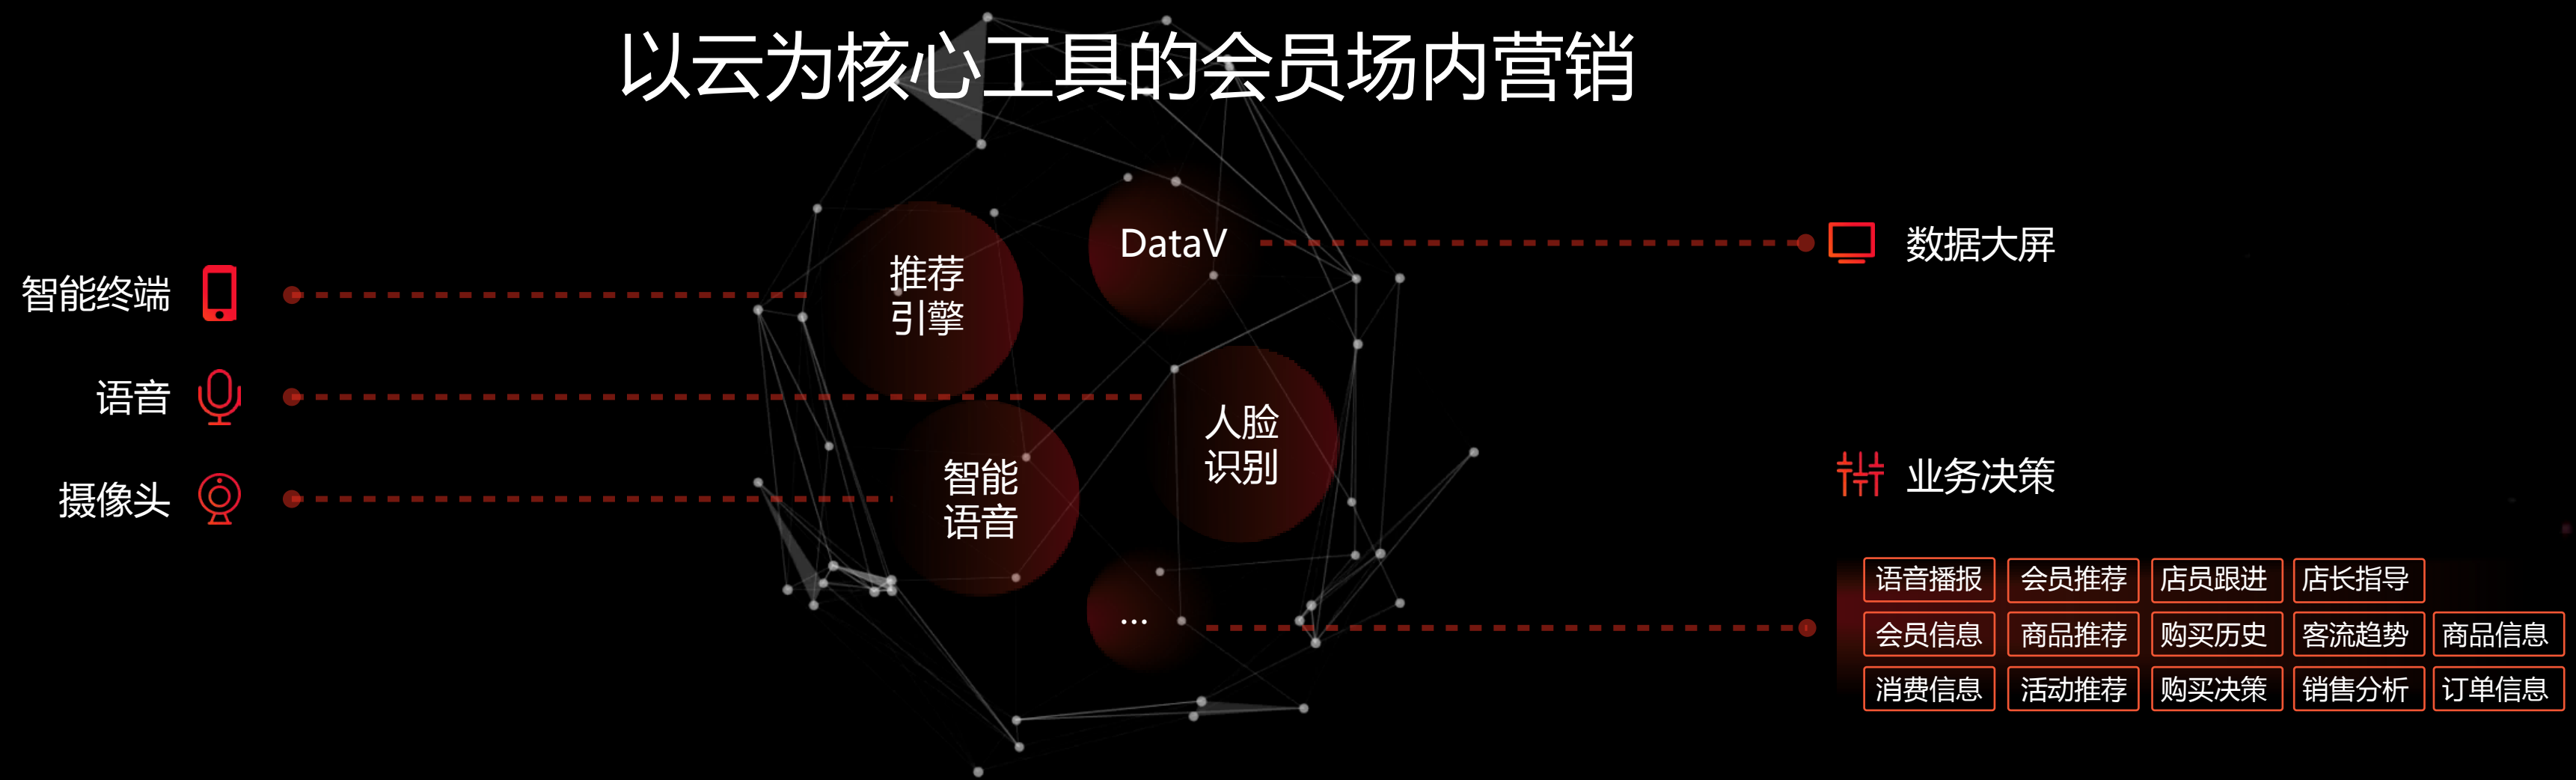 以云为核心工具的会员场内营销
智能终端
语音
摄像头
推荐
引擎
DataV
人脸
识别
智能
语音
...
数据大屏
业务决策
语音播报 会员推荐 店员跟进 店长指导
会员信息 商品推荐 购买历史 客流趋势 商品信息
消费信息 活动推荐 购买决策 销售分析 订单信息